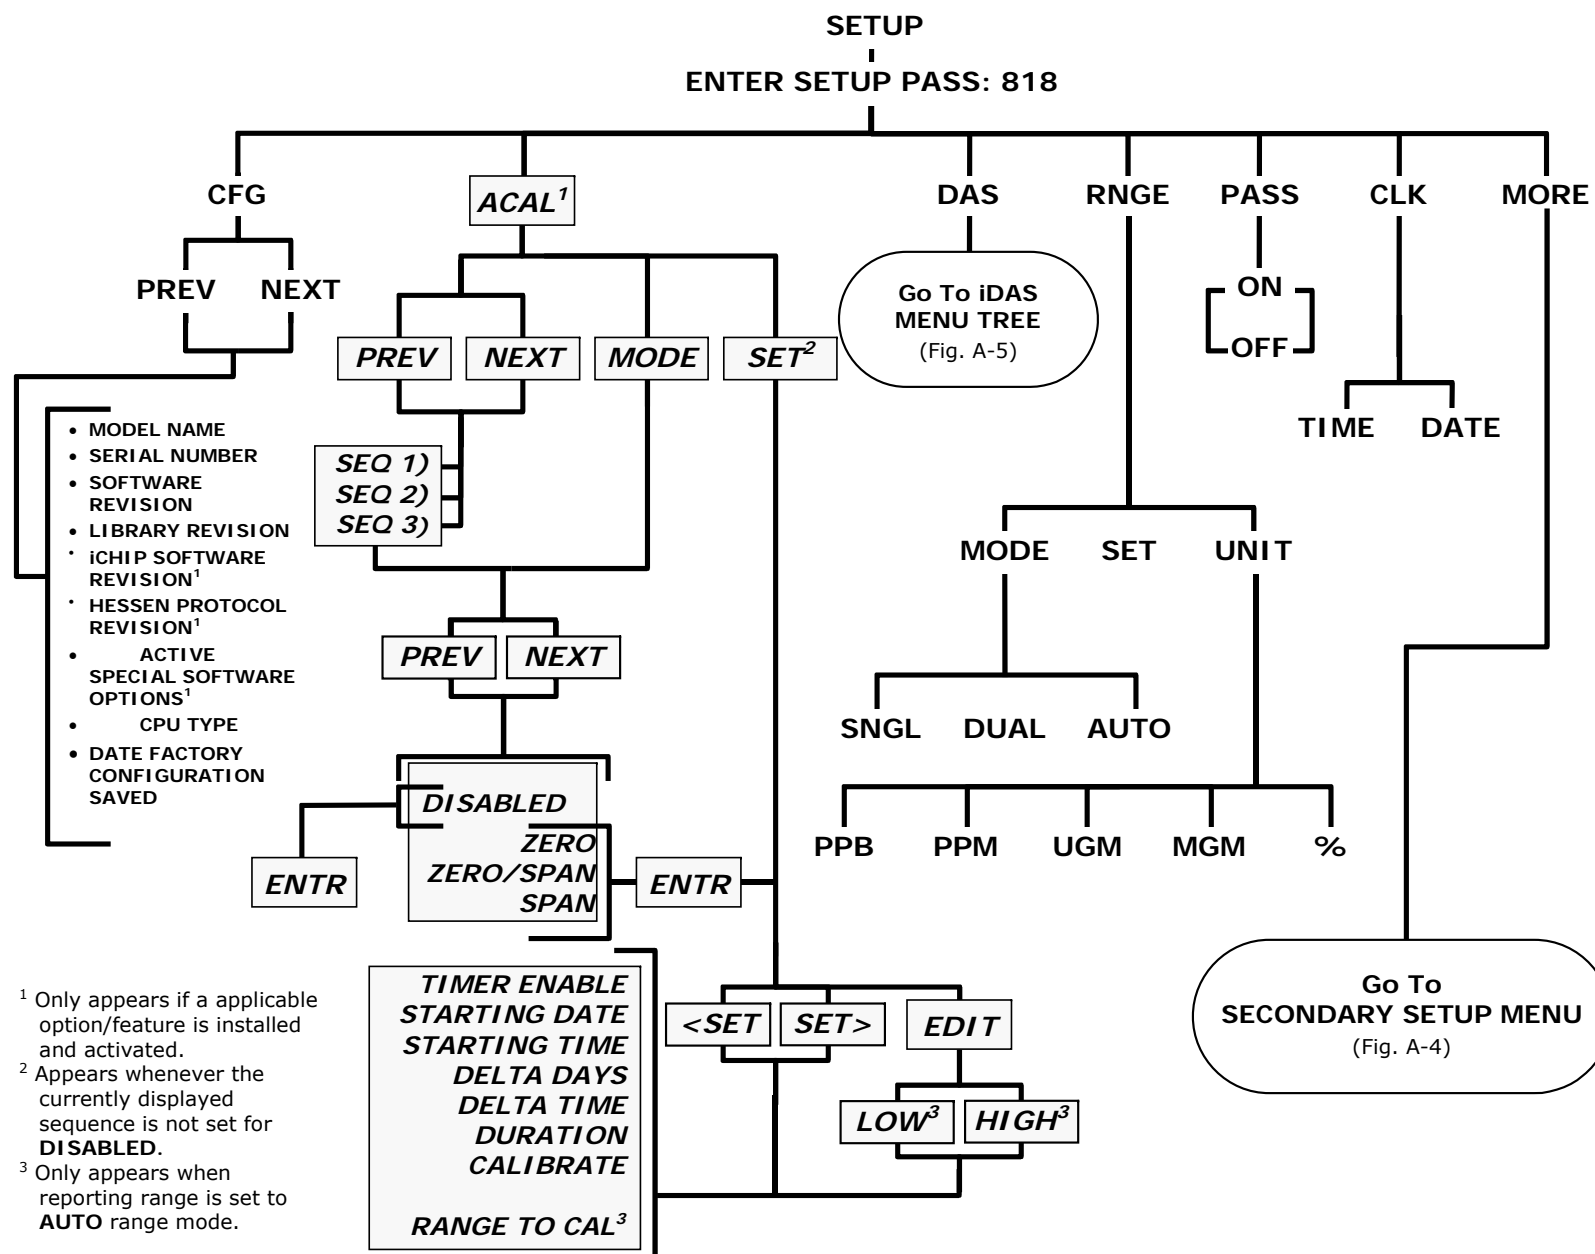 SETUP
ENTER SETUP PASS: 818
CFG
ACAL¹
DAS
RNGE
PASS
CLK
MORE
PREV
NEXT
PREV
NEXT
MODE
SET²
Go To iDAS
MENU TREE
(Fig. A-5)
ON
OFF
TIME
DATE
• MODEL NAME
• SERIAL NUMBER
• SOFTWARE
REVISION
• LIBRARY REVISION
• iCHIP SOFTWARE
REVISION¹
• HESSEN PROTOCOL
REVISION¹
• ACTIVE
SPECIAL SOFTWARE
OPTIONS¹
• CPU TYPE
• DATE FACTORY
CONFIGURATION
SAVED
SEQ 1)
SEQ 2)
SEQ 3)
PREV
NEXT
MODE
SET
UNIT
SNGL
DUAL
AUTO
PPB
PPM
UGM
MGM
%
DISABLED
ZERO
ZERO/SPAN
SPAN
ENTR
ENTR
TIMER ENABLE
STARTING DATE
STARTING TIME
DELTA DAYS
DELTA TIME
DURATION
CALIBRATE
RANGE TO CAL³
<SET
SET>
EDIT
LOW³
HIGH³
Go To
SECONDARY SETUP MENU
(Fig. A-4)
¹ Only appears if a applicable
option/feature is installed
and activated.
² Appears whenever the
currently displayed
sequence is not set for
DISABLED.
³ Only appears when
reporting range is set to
AUTO range mode.